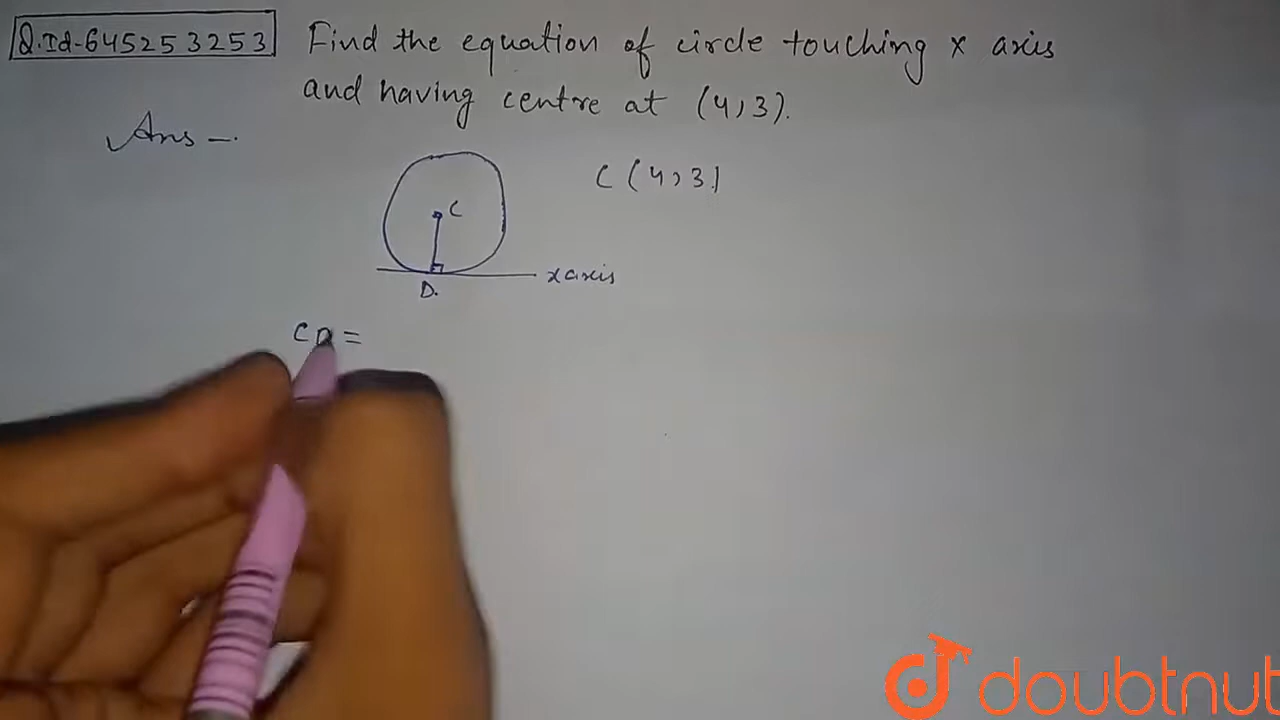 Q.Id-645253253 Find the equation of circle touching x axis
and having centre at (4,3).
Ans -.
C (4,3)
C
x axis
D.
CD =
doubtnut